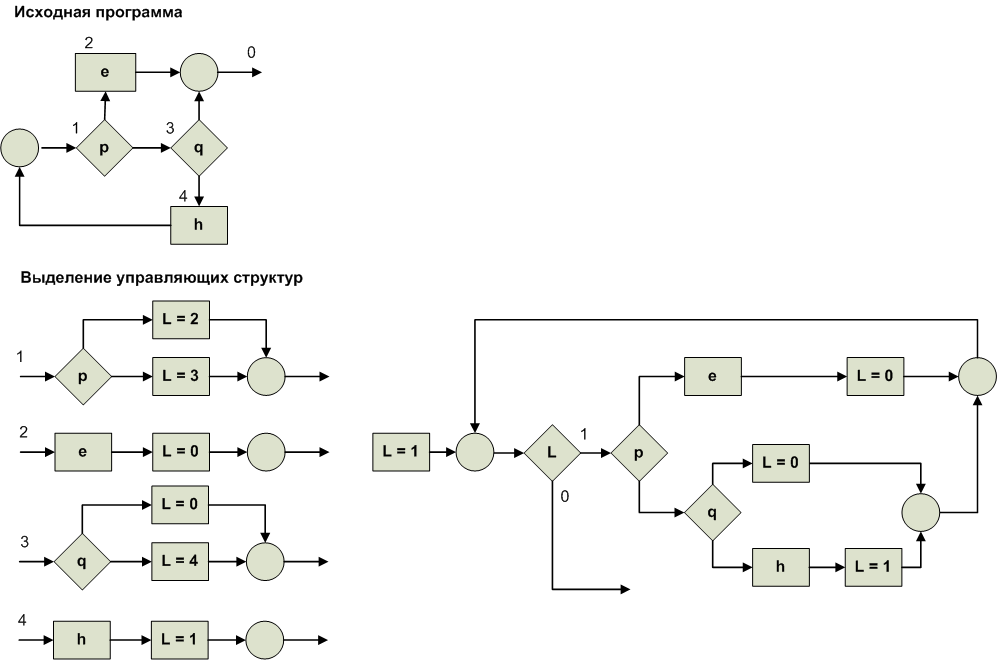 Исходная программа
2
e
0
1
p
3
q
4
h
Выделение управляющих структур
1
p
L = 2
L = 3
2
e
L = 0
3
q
L = 0
L = 4
4
h
L = 1
L = 1
L
1
0
p
e
L = 0
q
L = 0
h
L = 1